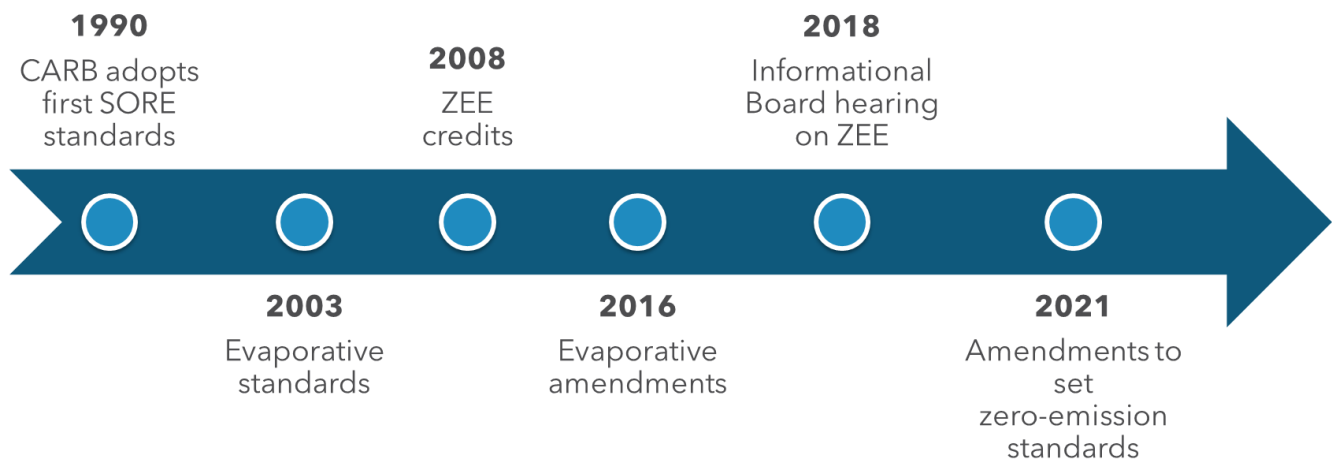 1990
CARB adopts
first SORE
standards
2003
Evaporative
standards
2008
ZEE
credits
2016
Evaporative
amendments
2018
Informational
Board hearing
on ZEE
2021
Amendments to
set
zero-emission
standards